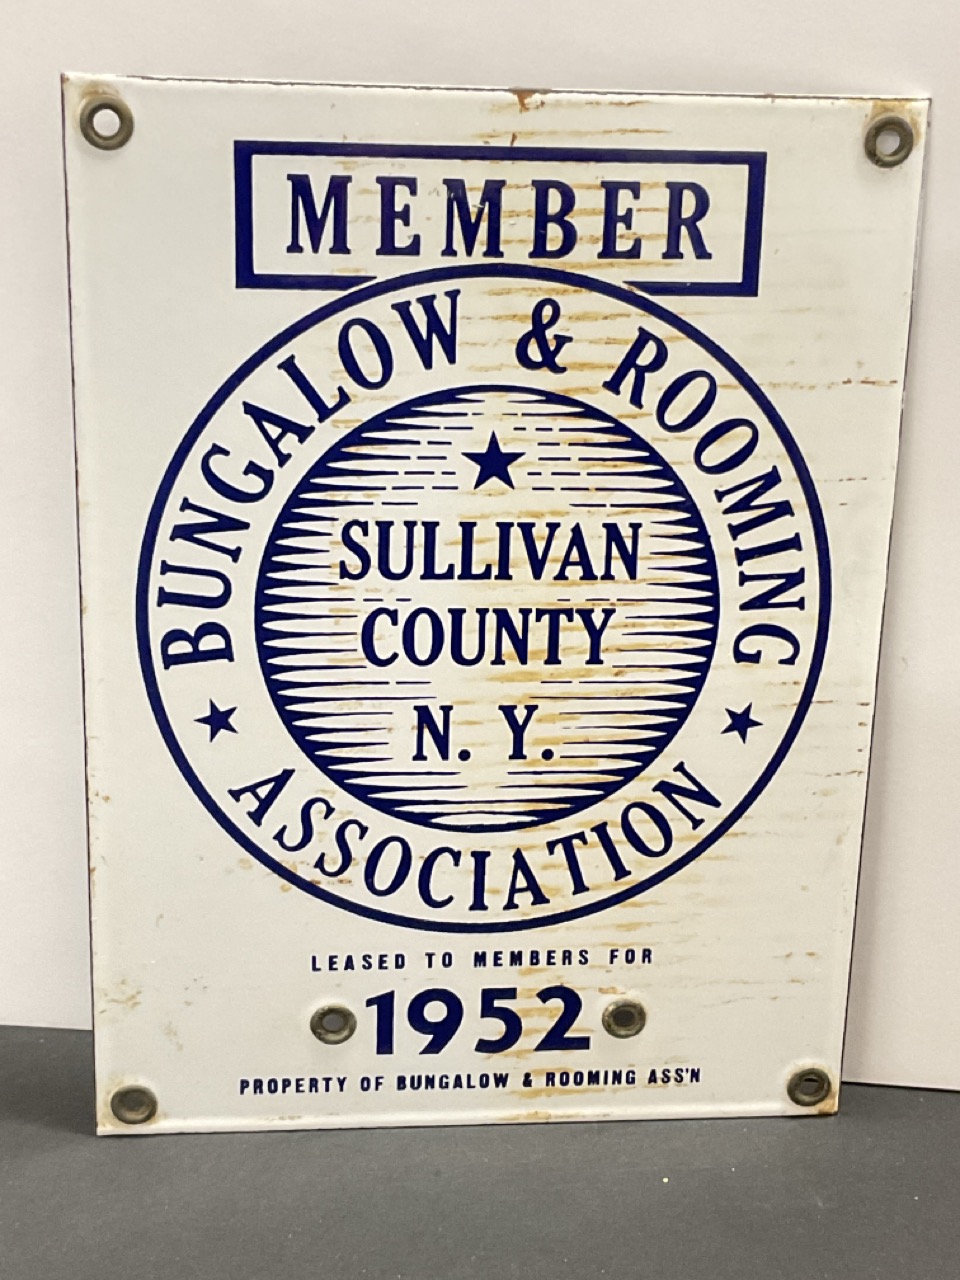 MEMBER
BUNGALOW & ROOMING
SULLIVAN
COUNTY
N. Y.
ASSOCIATION
LEASED TO MEMBERS FOR
1952
PROPERTY OF BUNGALOW & ROOMING ASS'N